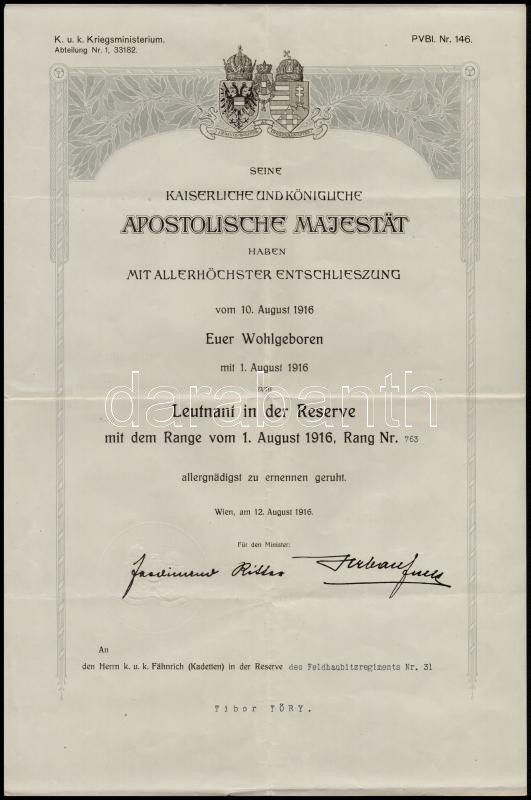 K. u. k. Kriegsministerium.
Abteilung Nr. 1, 33182.
PVBl. Nr. 146.
SEINE
KAISERLICHE UND KÖNIGLICHE
APOSTOLISCHE MAJESTÄT
HABEN
MIT ALLERHÖCHSTER ENTSCHLIESZUNG
vom 10. August 1916
Euer Wohlgeboren
mit 1. August 1916
zum
darabanth
Leutnant in der Reserve
mit dem Range vom 1. August 1916, Rang Nr. 763
allergnädigst zu ernennen geruht.
Wien, am 12. August 1916.
Für den Minister:
Ferdinand Ritter
An
den Herrn k. u. k. Fähnrich (Kadetten) in der Reserve des Feldhaubitzregiments Nr. 31
Tibor TÖRY.